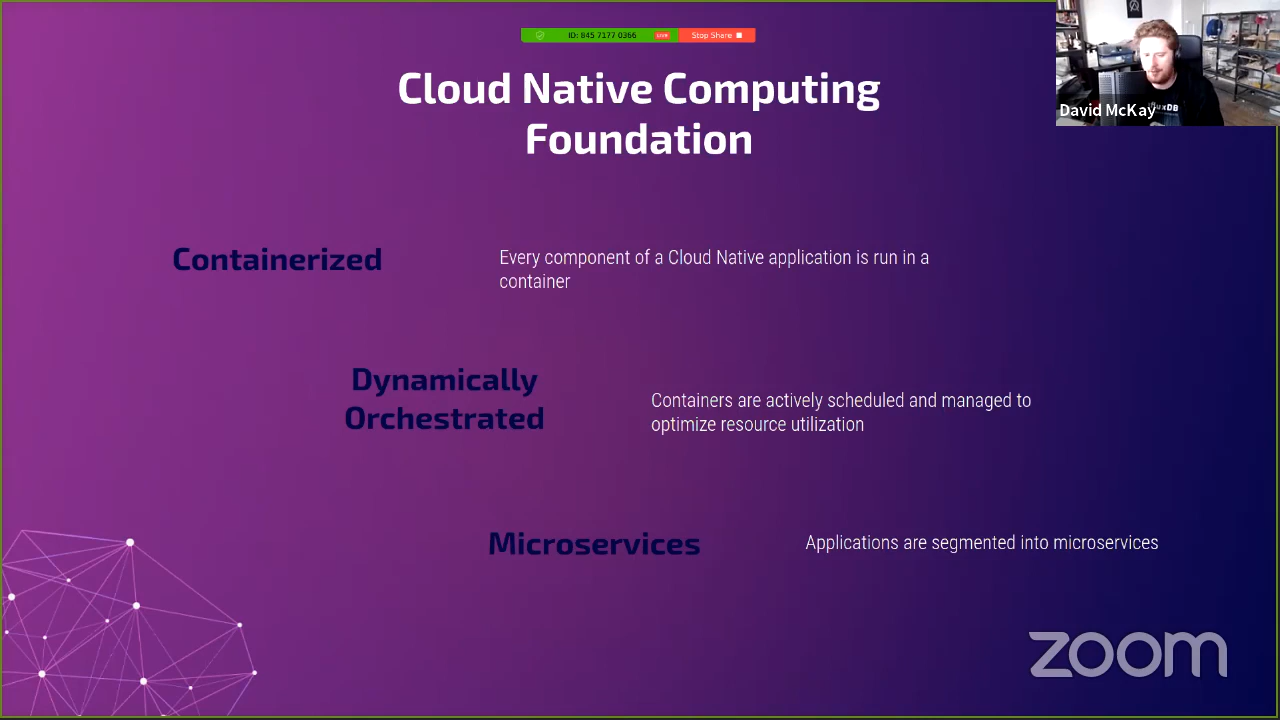 ID: 845 7177 0366 LIVE Stop Share
Cloud Native Computing
Foundation
David McKay
Containerized
Every component of a Cloud Native application is run in a
container
Dynamically
Orchestrated
Containers are actively scheduled and managed to
optimize resource utilization
Microservices
Applications are segmented into microservices
zoom